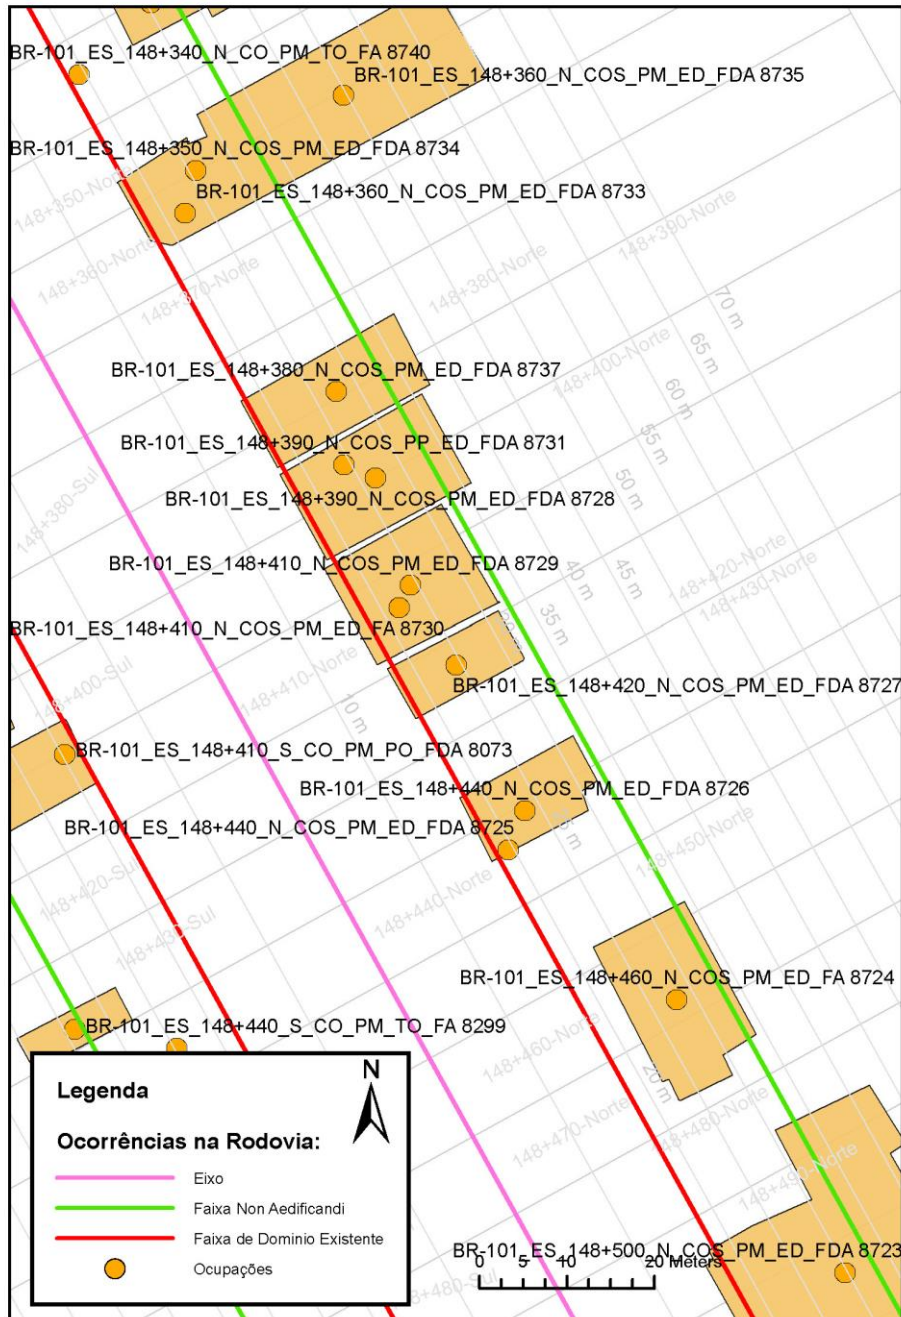 BR-101_ES_148+340_N_CO_PM_TO_FA 8740
BR-101_ES_148+360_N_COS_PM_ED_FDA 8735
BR-101_ES_148+350_N_COS_PM_ED_FDA 8734
148+350-Norte
BR-101_ES_148+360_N_COS_PM_ED_FDA 8733
148+390-Norte
148+360-Norte
148+370-Norte
148+380-Norte
70 m
65 m
BR-101_ES_148+380_N_COS_PM_ED_FDA 8737
148+400-Norte
60 m
55 m
BR-101_ES_148+390_N_COS_PP_ED_FDA 8731
50 m
148+380-Sul
BR-101_ES_148+390_N_COS_PM_ED_FDA 8728
BR-101_ES_148+410_N_COS_PM_ED_FDA 8729
40 m
45 m
148+420-Norte
148+430-Norte
35 m
BR-101_ES_148+410_N_COS_PM_ED_FA 8730
148+400-Sul
148+410-Norte
BR-101_ES_148+420_N_COS_PM_ED_FDA 8727
10 m
BR-101_ES_148+410_S_CO_PM_PO_FDA 8073
BR-101_ES_148+440_N_COS_PM_ED_FDA 8726
BR-101_ES_148+440_N_COS_PM_ED_FDA 8725
148+450-Norte
148+420-Sul
148+440-Norte
148+430-Sul
BR-101_ES_148+460_N_COS_PM_ED_FA 8724
BR-101_ES_148+440_S_CO_PM_TO_FA 8299
148+460-Norte
20 m
148+470-Norte
148+480-Norte
148+490-Norte
BR-101_ES_148+500_N_COS_PM_ED_FDA 8723
Legenda
N
Ocorrências na Rodovia:
Eixo
Faixa Non Aedificandi
Faixa de Dominio Existente
Ocupações
0 5 10 20 Meters